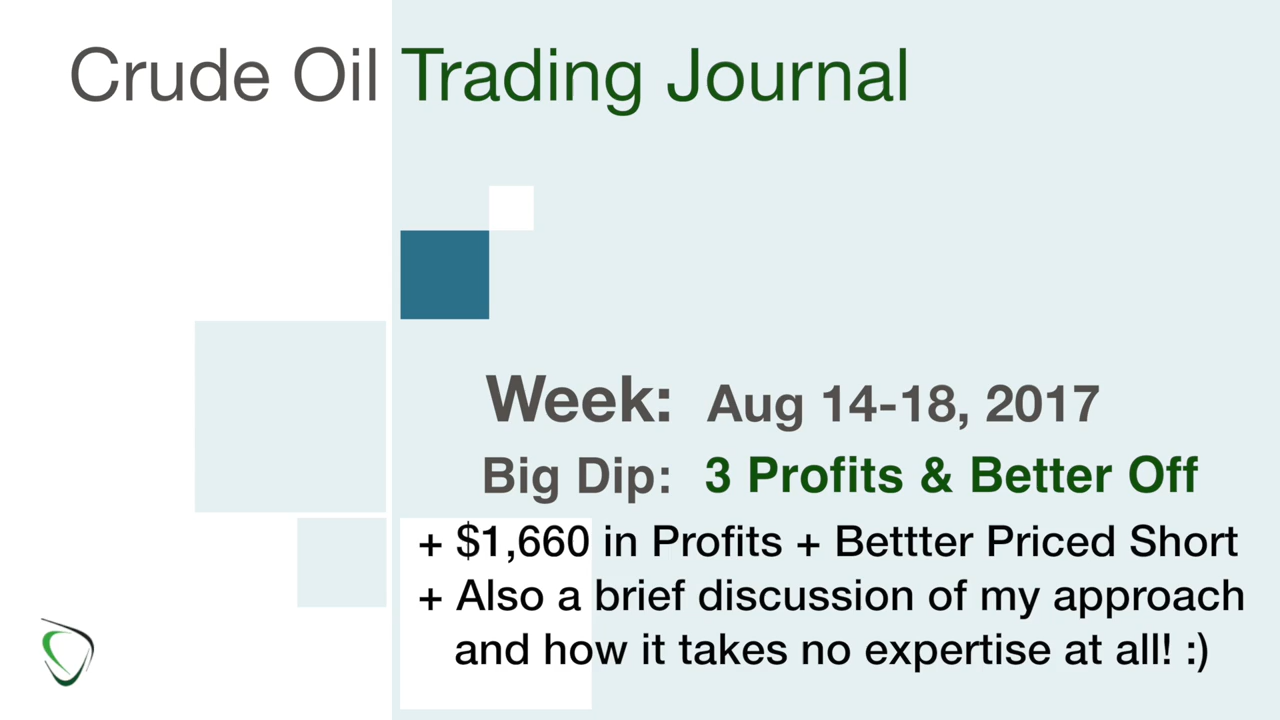 Crude Oil Trading Journal
Week: Aug 14-18, 2017
Big Dip: 3 Profits & Better Off
+ $1,660 in Profits + Bettter Priced Short
+ Also a brief discussion of my approach
and how it takes no expertise at all! :)